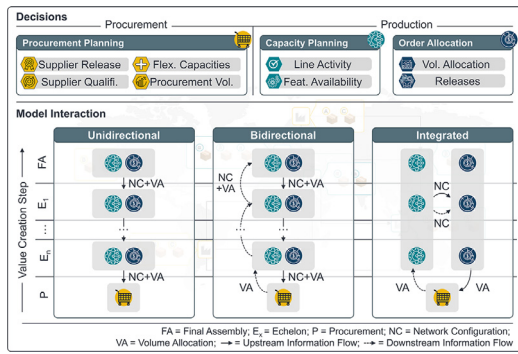 Decisions
Procurement
Production
Procurement Planning
Supplier Release
Flex. Capacities
Supplier Qualifi.
Procurement Vol.
Capacity Planning
Line Activity
Feat. Availability
Order Allocation
Vol. Allocation
Releases
Model Interaction
Unidirectional
Bidirectional
Integrated
Value Creation Step
FA
E1
...
En
P
NC+VA
NC+VA
...
NC+VA
NC
+VA
NC+VA
...
NC+VA
VA
NC
NC
VA
VA
FA = Final Assembly; Ex = Echelon; P = Procurement; NC = Network Configuration;
VA = Volume Allocation; → = Upstream Information Flow; ⇢ = Downstream Information Flow